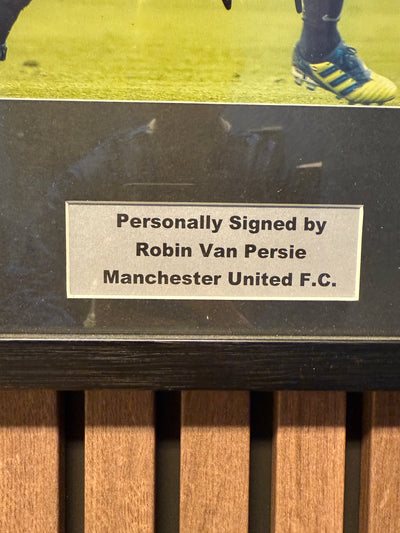 Personally Signed by
Robin Van Persie
Manchester United F.C.